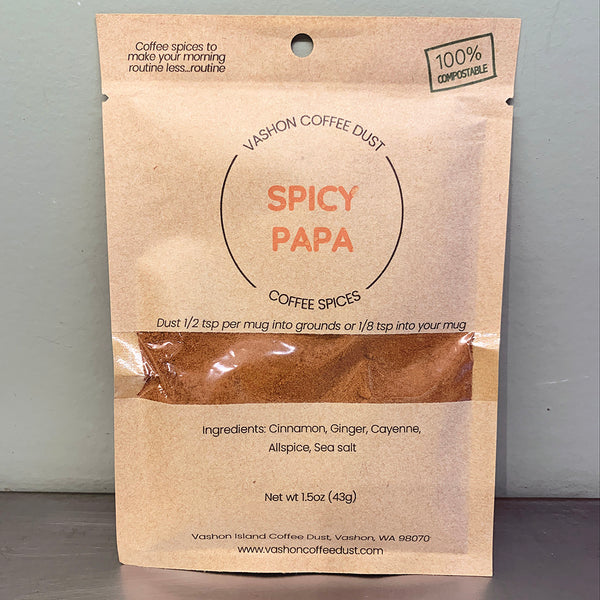 Coffee spices to
make your morning
routine less...routine
100%
COMPOSTABLE
VASHON COFFEE DUST
SPICY
PAPA
COFFEE SPICES
Dust 1/2 tsp per mug into grounds or 1/8 tsp into your mug
Ingredients: Cinnamon, Ginger, Cayenne,
Allspice, Sea salt
Net wt 1.5oz (43g)
Vashon Island Coffee Dust, Vashon, WA 98070
www.vashoncoffeedust.com